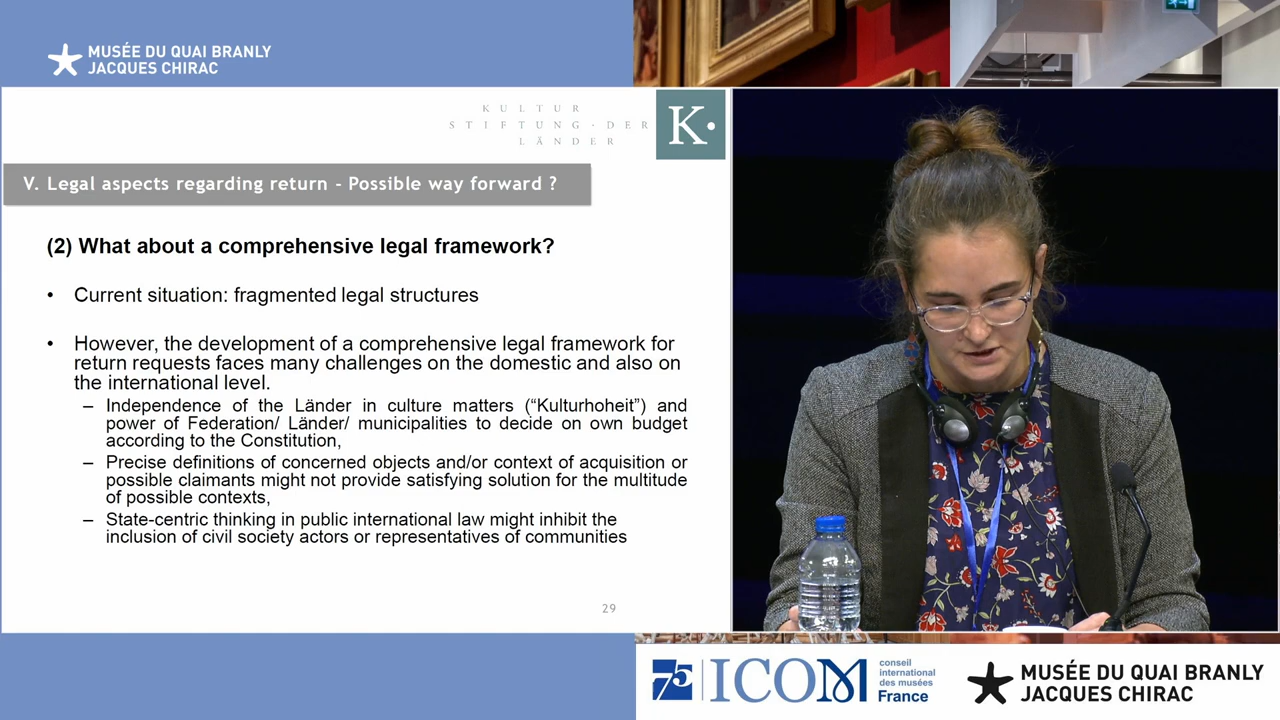 MUSÉE DU QUAI BRANLY
JACQUES CHIRAC
KULTUR
STIFTUNG · DER
LÄNDER
K·
V. Legal aspects regarding return - Possible way forward ?
(2) What about a comprehensive legal framework?
• Current situation: fragmented legal structures
• However, the development of a comprehensive legal framework for
return requests faces many challenges on the domestic and also on
the international level.
– Independence of the Länder in culture matters (“Kulturhoheit”) and
power of Federation/ Länder/ municipalities to decide on own budget
according to the Constitution,
– Precise definitions of concerned objects and/or context of acquisition or
possible claimants might not provide satisfying solution for the multitude
of possible contexts,
– State-centric thinking in public international law might inhibit the
inclusion of civil society actors or representatives of communities
29
75
ICOM
conseil
international
des musées
France
MUSÉE DU QUAI BRANLY
JACQUES CHIRAC